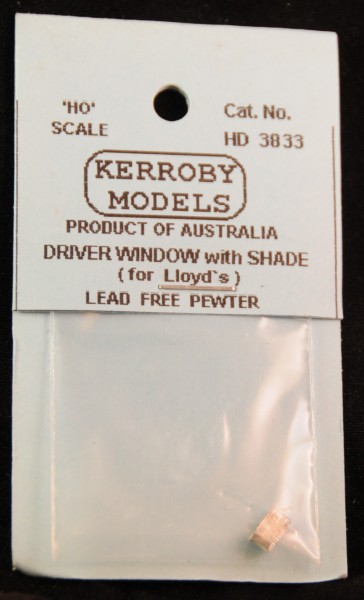 'HO' Cat. No.
SCALE HD 3833
KERROBY
MODELS
PRODUCT OF AUSTRALIA
DRIVER WINDOW with SHADE
(for Lloyd`s)
LEAD FREE PEWTER